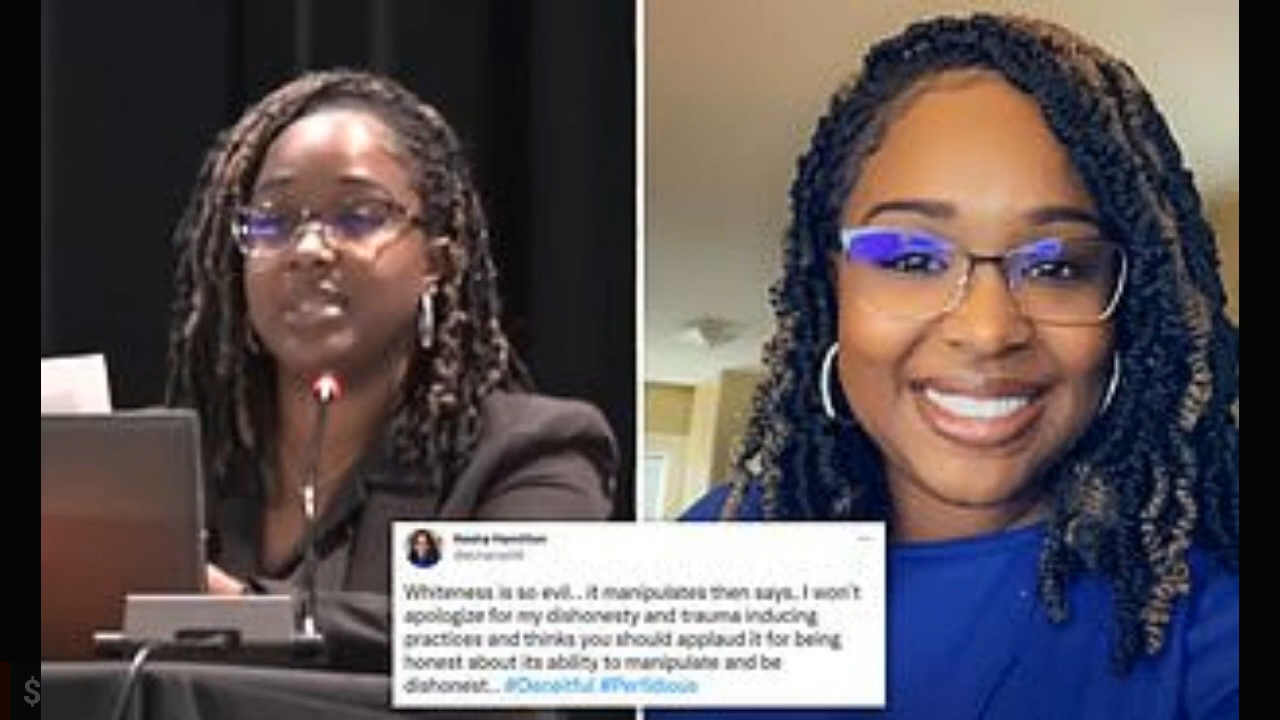 Hamilton
Whiteness is so evil.. it manipulates then says, I won't
apologize for my dishonesty and trauma inducing
practices and thinks you should applaud it for being
honest about its ability to manipulate and be
dishonest.. #Deceitful #Perfidious
$